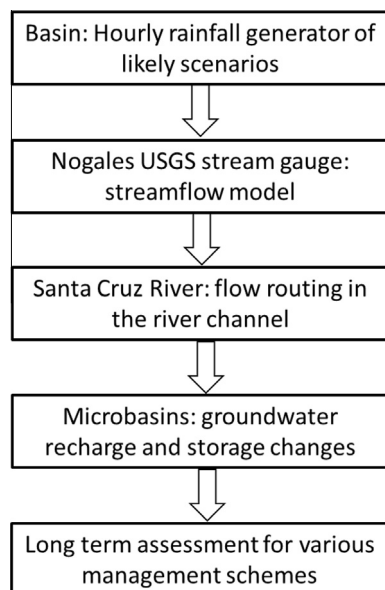 Basin: Hourly rainfall generator of
likely scenarios
Nogales USGS stream gauge:
streamflow model
Santa Cruz River: flow routing in
the river channel
Microbasins: groundwater
recharge and storage changes
Long term assessment for various
management schemes